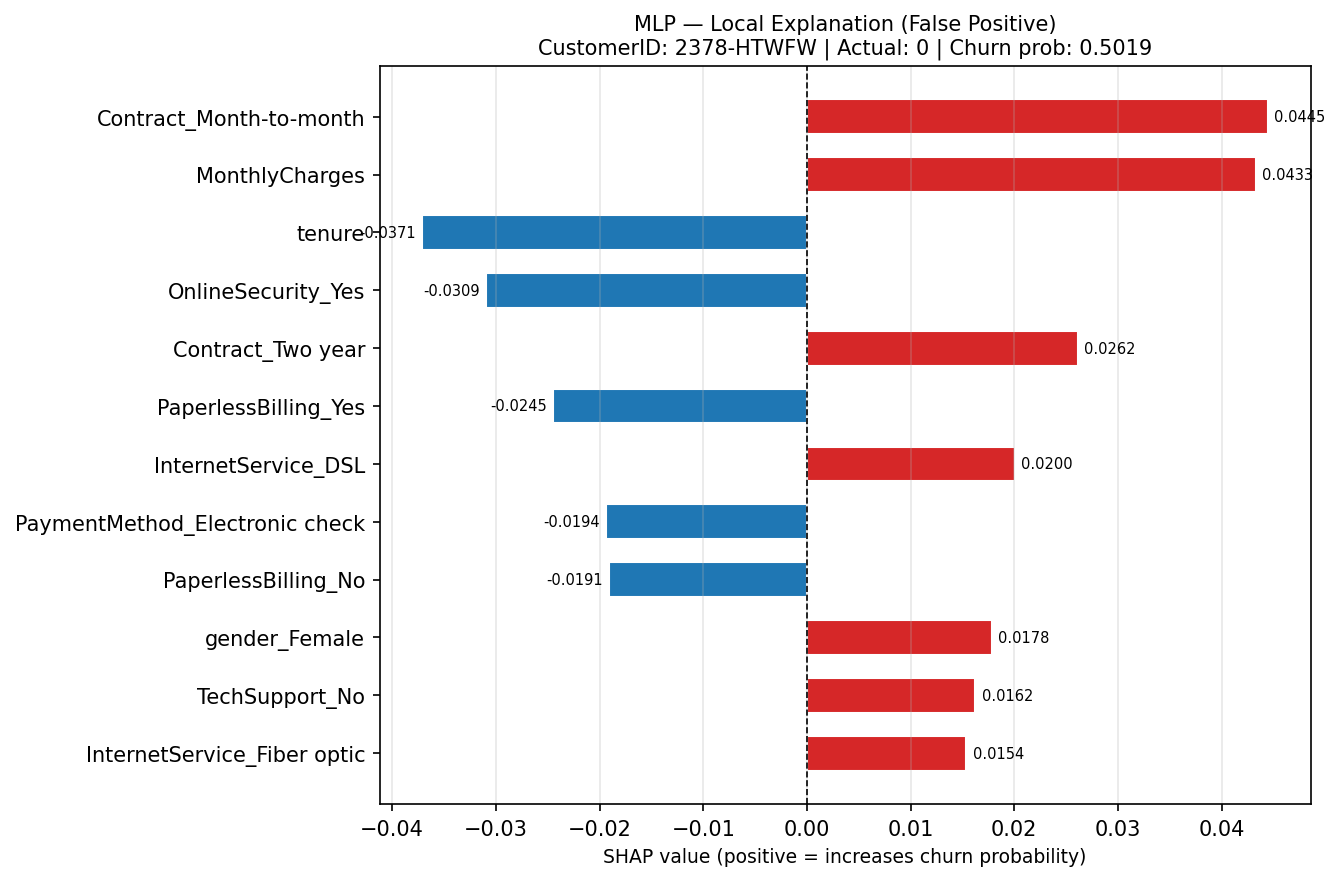 MLP — Local Explanation (False Positive)
CustomerID: 2378-HTWFW | Actual: 0 | Churn prob: 0.5019
Contract_Month-to-month 0.0445
MonthlyCharges 0.0433
tenure -0.0371
OnlineSecurity_Yes -0.0309
Contract_Two year 0.0262
PaperlessBilling_Yes -0.0245
InternetService_DSL 0.0200
PaymentMethod_Electronic check -0.0194
PaperlessBilling_No -0.0191
gender_Female 0.0178
TechSupport_No 0.0162
InternetService_Fiber optic 0.0154
−0.04 −0.03 −0.02 −0.01 0.00 0.01 0.02 0.03 0.04
SHAP value (positive = increases churn probability)